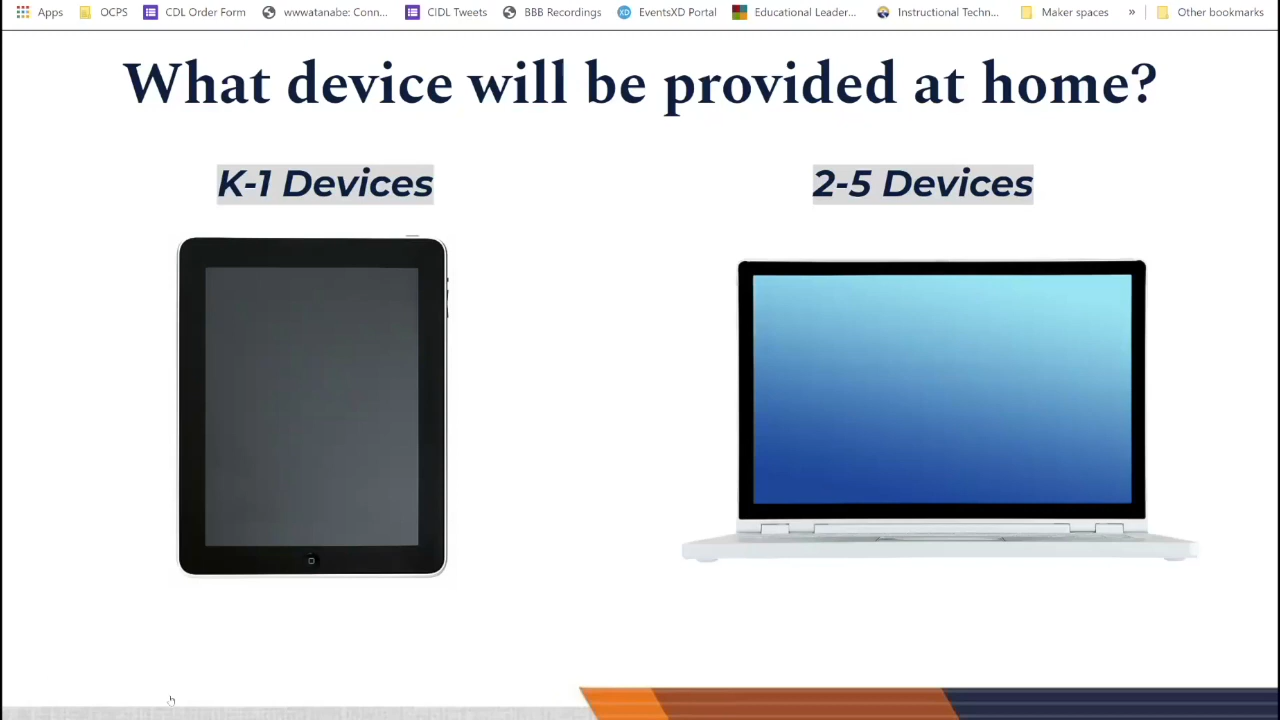 Apps OCPS CDL Order Form wwwatanabe: Conn... CIDL Tweets BBB Recordings KD EventsXD Portal Educational Leader... Instructional Techn... Maker spaces » Other bookmarks
What device will be provided at home?
K-1 Devices
2-5 Devices